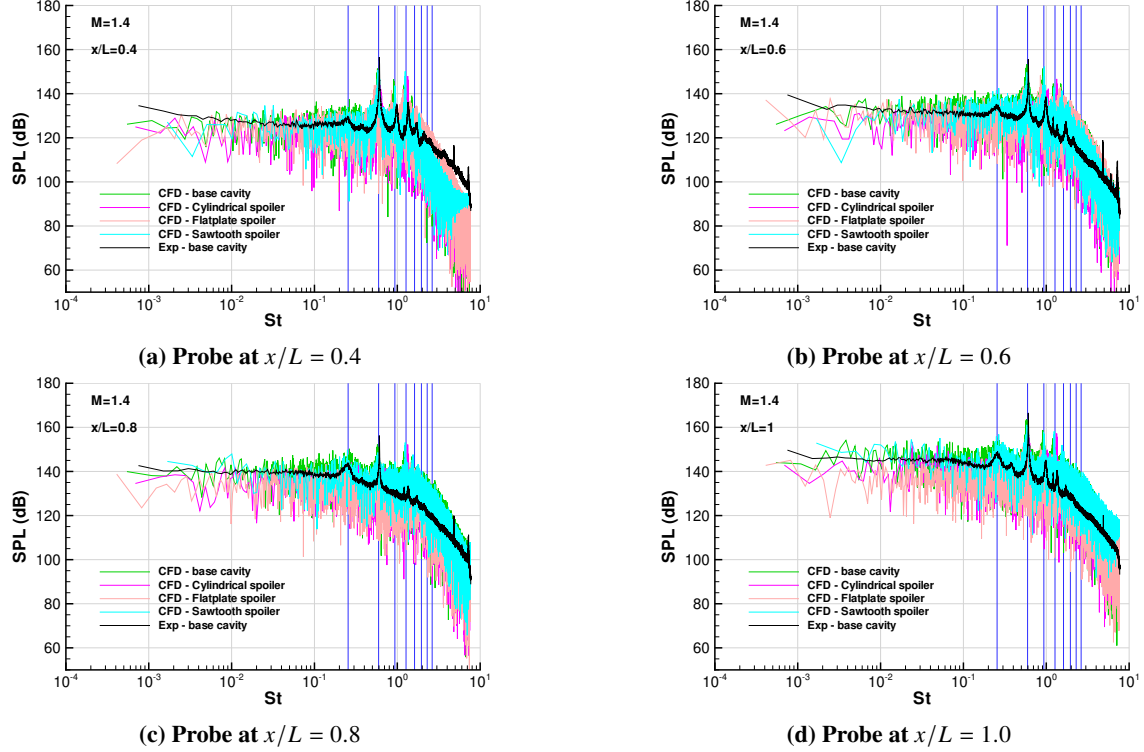 180
M=1.4
160
x/L=0.4
140
SPL (dB)
120
100
CFD - base cavity
CFD - Cylindrical spoiler
80
CFD - Flatplate spoiler
CFD - Sawtooth spoiler
60
Exp - base cavity
10-4 10-3 10-2 10-1 100 101
St
(a) Probe at x/L = 0.4
180
M=1.4
160
x/L=0.6
140
SPL (dB)
120
100
CFD - base cavity
CFD - Cylindrical spoiler
80
CFD - Flatplate spoiler
CFD - Sawtooth spoiler
60
Exp - base cavity
10-4 10-3 10-2 10-1 100 101
St
(b) Probe at x/L = 0.6
180
M=1.4
160
x/L=0.8
140
SPL (dB)
120
100
CFD - base cavity
CFD - Cylindrical spoiler
80
CFD - Flatplate spoiler
CFD - Sawtooth spoiler
60
Exp - base cavity
10-4 10-3 10-2 10-1 100 101
St
(c) Probe at x/L = 0.8
180
M=1.4
160
x/L=1
140
SPL (dB)
120
100
CFD - base cavity
CFD - Cylindrical spoiler
80
CFD - Flatplate spoiler
CFD - Sawtooth spoiler
60
Exp - base cavity
10-4 10-3 10-2 10-1 100 101
St
(d) Probe at x/L = 1.0